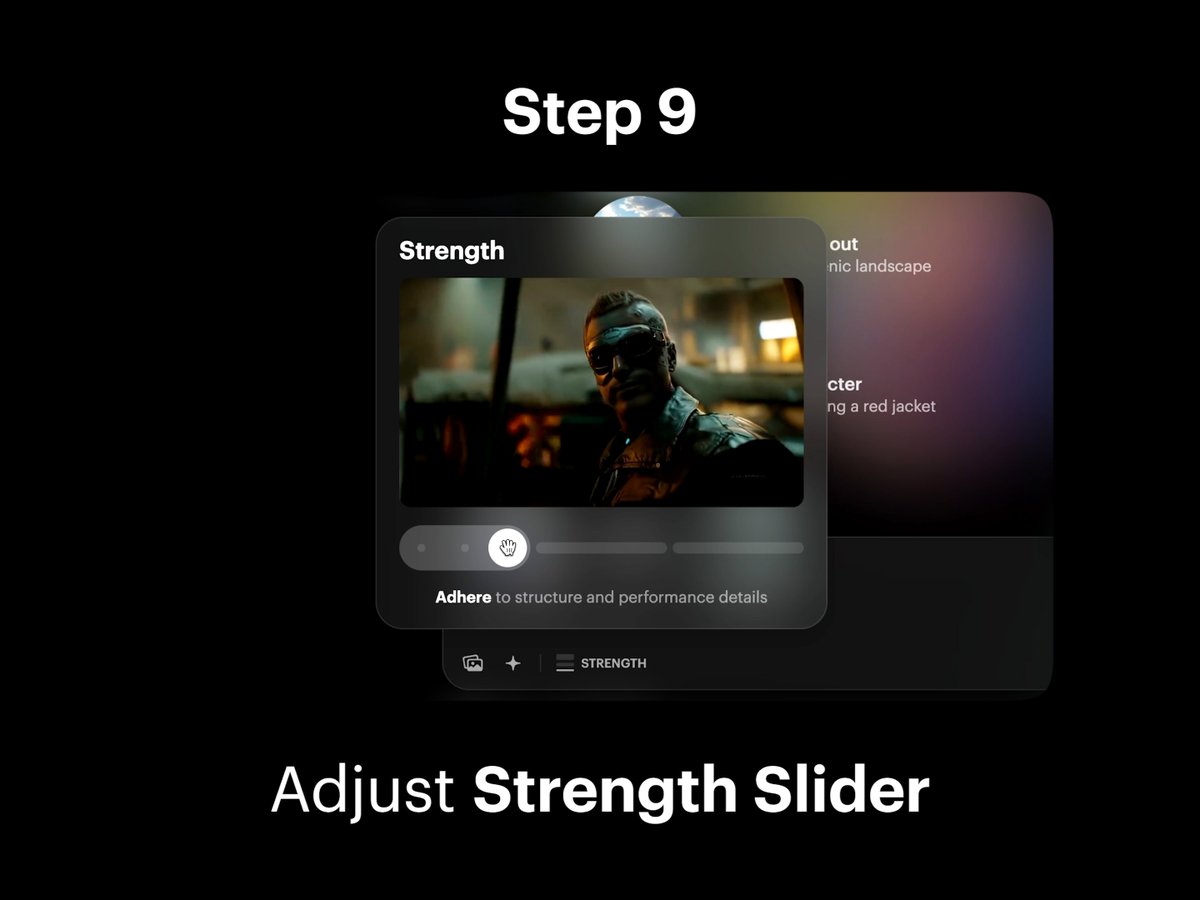 Step 9
Strength
out
nic landscape
cter
ng a red jacket
Adhere to structure and performance details
STRENGTH
Adjust Strength Slider